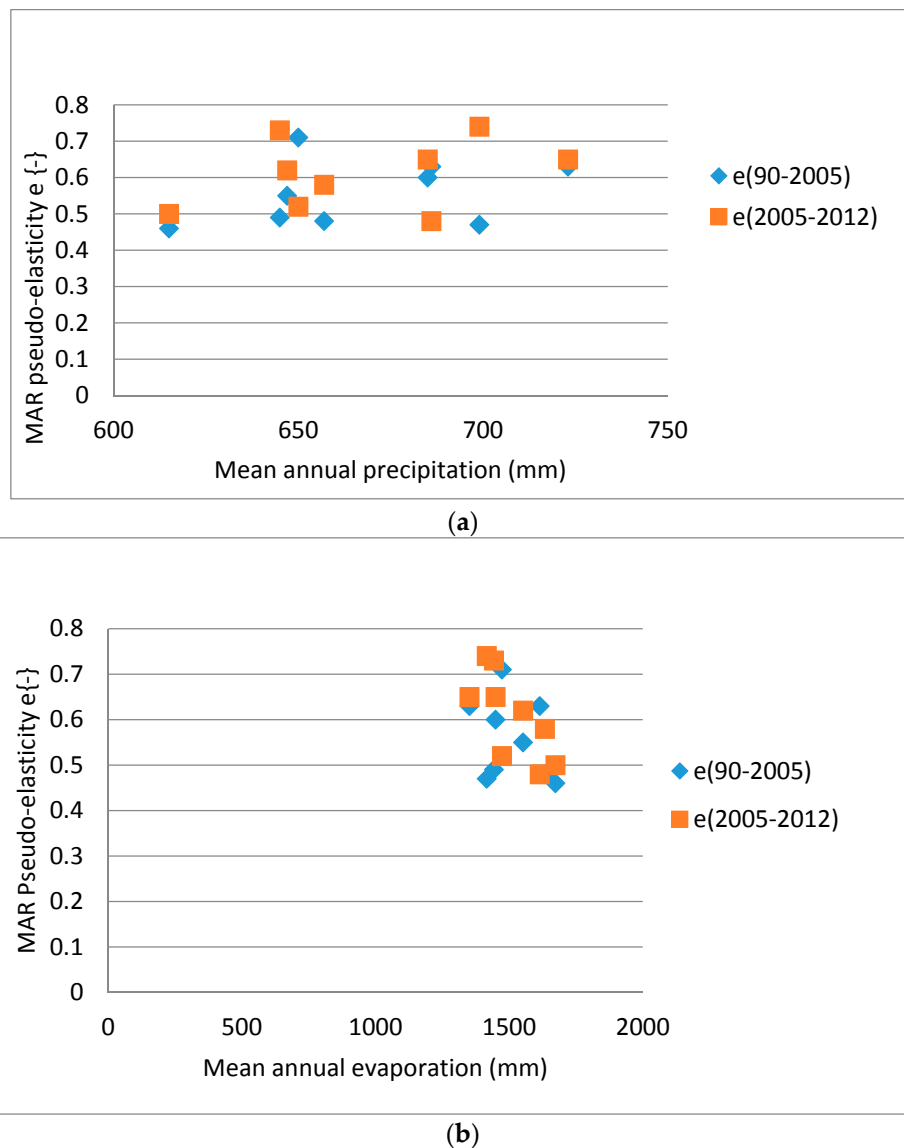 0.8
0.7
0.6
0.5
0.4
0.3
0.2
0.1
0
MAR pseudo-elasticity e {-}
600 650 700 750
Mean annual precipitation (mm)
e(90-2005)
e(2005-2012)
(a)
0.8
0.7
0.6
0.5
0.4
0.3
0.2
0.1
0
MAR Pseudo-elasticity e{-}
0 500 1000 1500 2000
Mean annual evaporation (mm)
e(90-2005)
e(2005-2012)
(b)